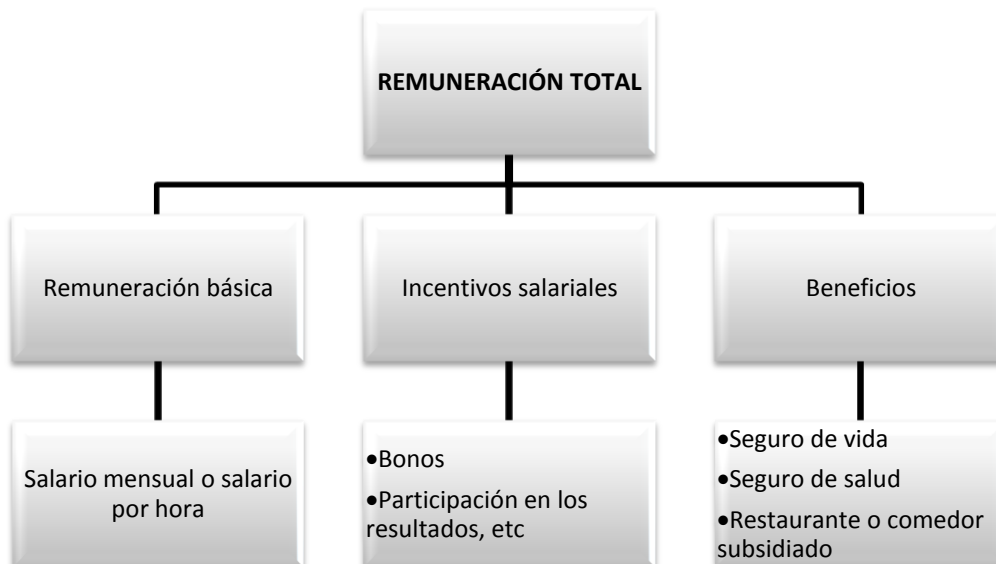 REMUNERACIÓN TOTAL
Remuneración básica
Incentivos salariales
Beneficios
Salario mensual o salario
por hora
•Bonos
•Participación en los
resultados, etc
•Seguro de vida
•Seguro de salud
•Restaurante o comedor
subsidiado